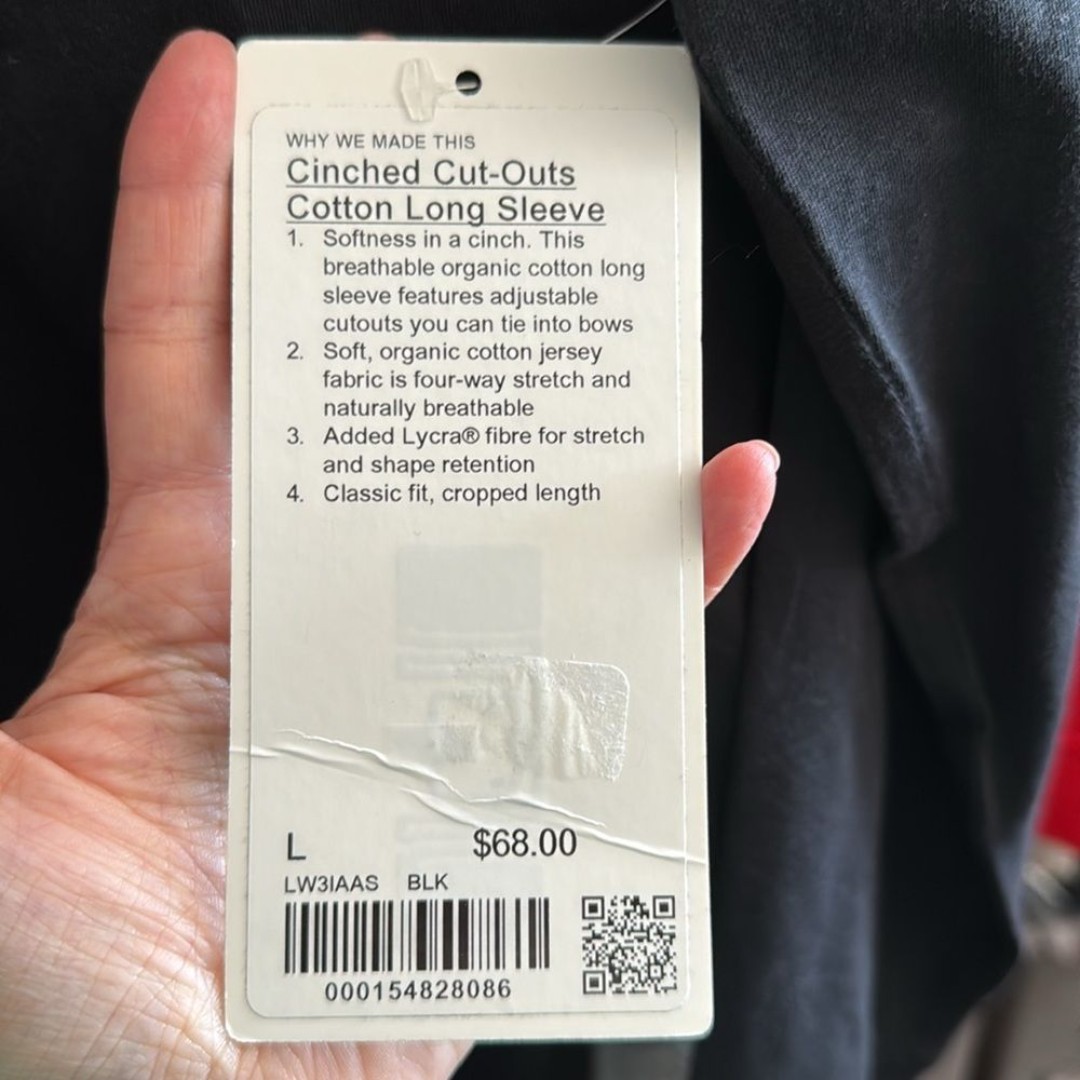 WHY WE MADE THIS
Cinched Cut-Outs
Cotton Long Sleeve
1. Softness in a cinch. This
breathable organic cotton long
sleeve features adjustable
cutouts you can tie into bows
2. Soft, organic cotton jersey
fabric is four-way stretch and
naturally breathable
3. Added Lycra® fibre for stretch
and shape retention
4. Classic fit, cropped length
L $68.00
LW3IAAS BLK
000154828086